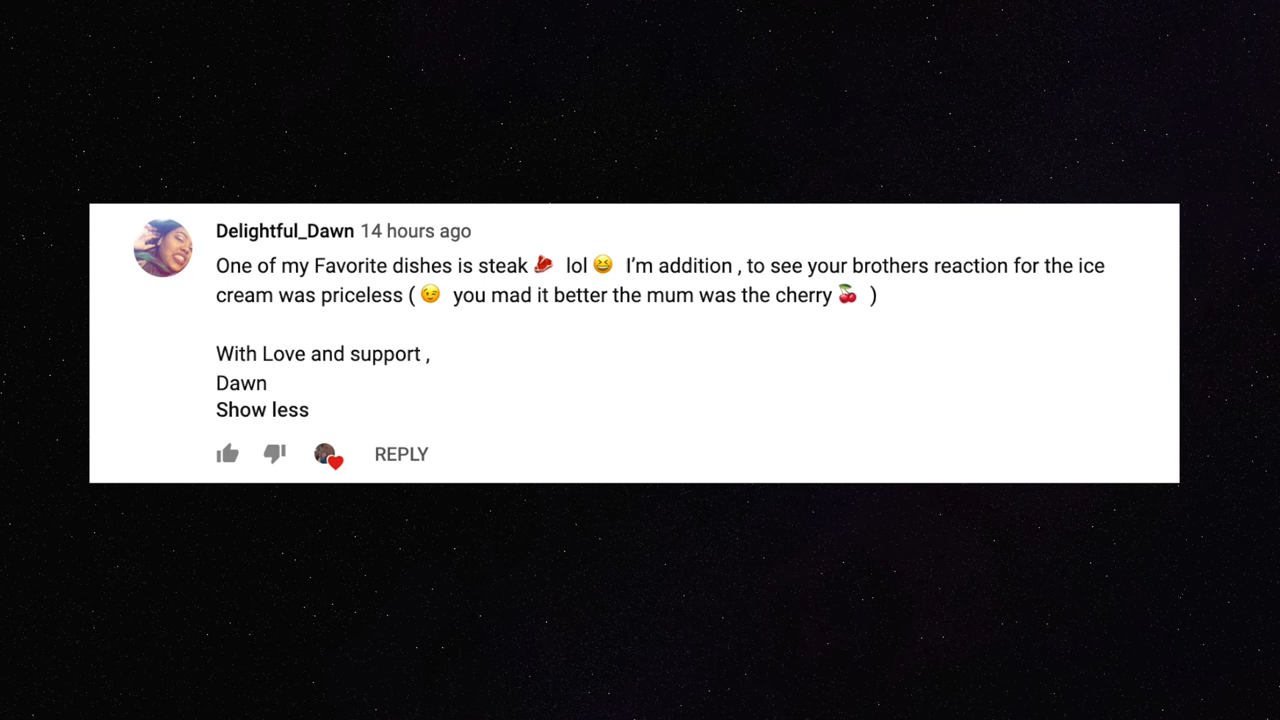 Delightful_Dawn 14 hours ago
One of my Favorite dishes is steak 🥩 lol 😆 I’m addition , to see your brothers reaction for the ice
cream was priceless ( 😉 you mad it better the mum was the cherry 🍒 )
With Love and support ,
Dawn
Show less
REPLY